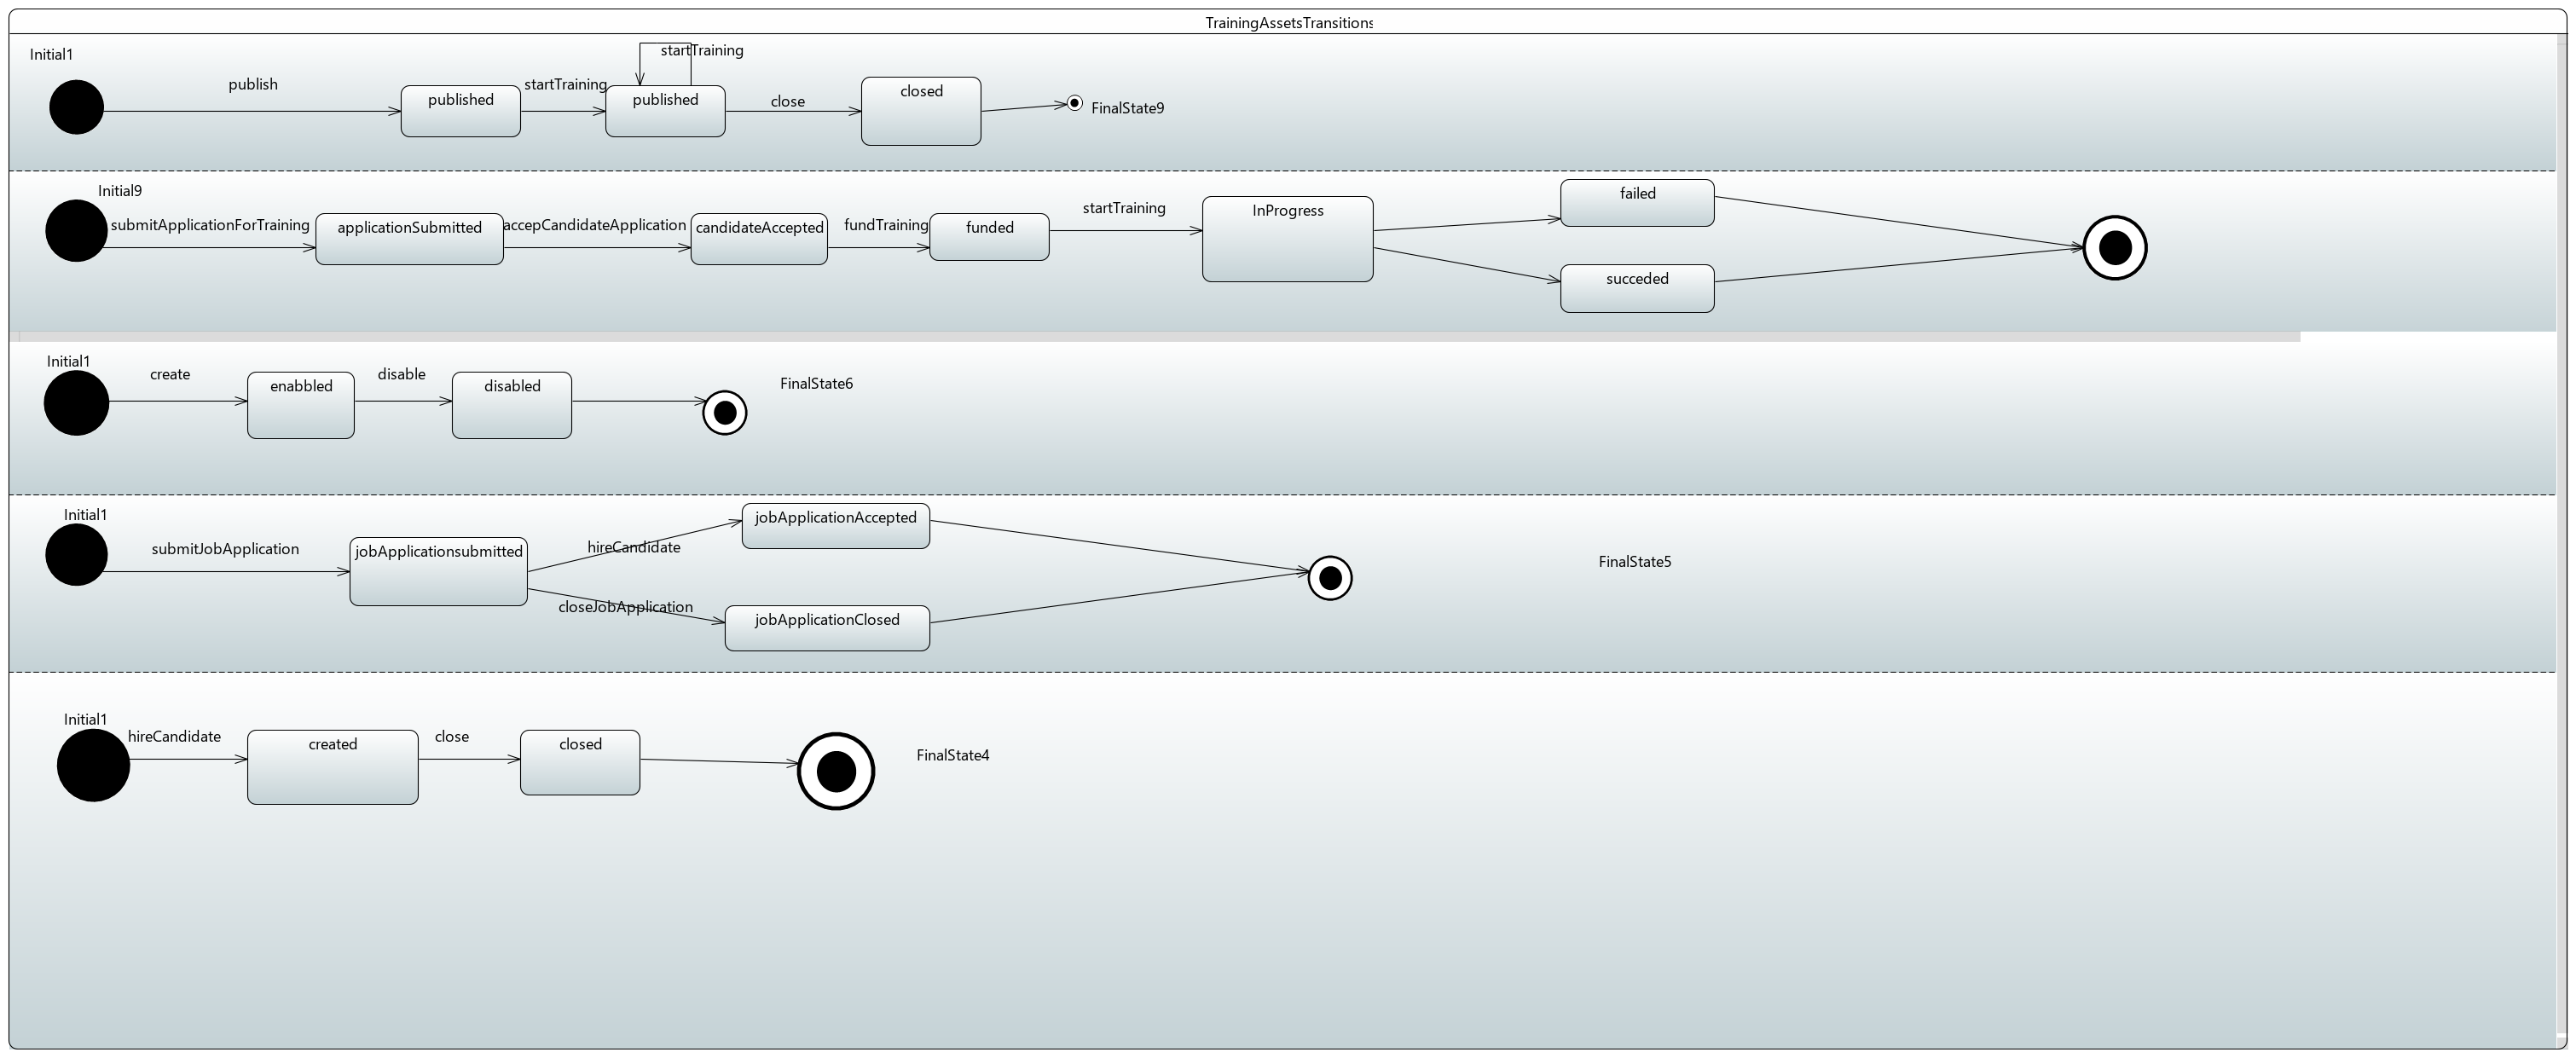 TrainingAssetsTransitions
Initial1
startTraining
publish
startTraining
published
published
close
closed
FinalState9
Initial9
submitApplicationForTraining
applicationSubmitted
accepCandidateApplication
candidateAccepted
fundTraining
funded
startTraining
InProgress
failed
succeded
Initial1
create
enabbled
disable
disabled
FinalState6
Initial1
submitJobApplication
jobApplicationsubmitted
hireCandidate
closeJobApplication
jobApplicationAccepted
jobApplicationClosed
FinalState5
Initial1
hireCandidate
created
close
closed
FinalState4